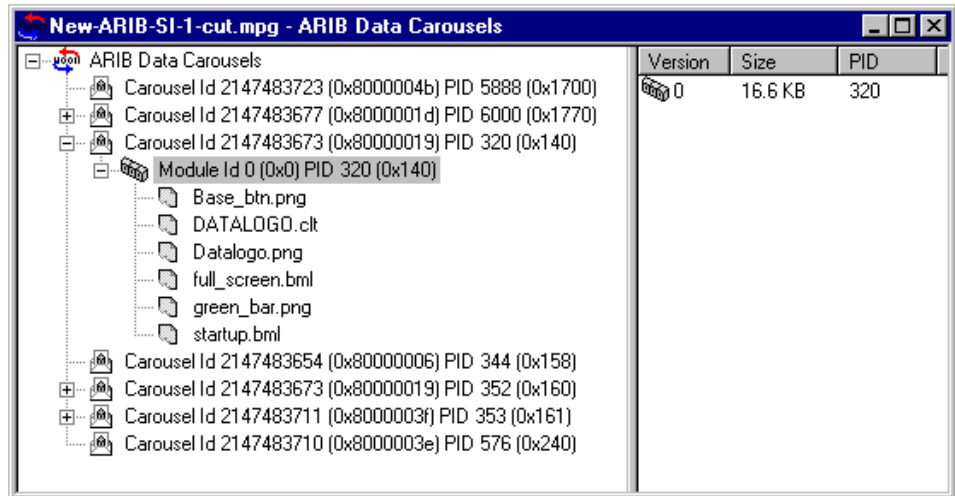 New-ARIB-SI-1-cut.mpg - ARIB Data Carousels
ARIB Data Carousels
Carousel Id 2147483723 (0x8000004b) PID 5888 (0x1700)
Carousel Id 2147483677 (0x8000001d) PID 6000 (0x1770)
Carousel Id 2147483673 (0x80000019) PID 320 (0x140)
Module Id 0 (0x0) PID 320 (0x140)
Base_btn.png
DATALOGO.clt
Datalogo.png
full_screen.bml
green_bar.png
startup.bml
Carousel Id 2147483654 (0x80000006) PID 344 (0x158)
Carousel Id 2147483673 (0x80000019) PID 352 (0x160)
Carousel Id 2147483711 (0x8000003f) PID 353 (0x161)
Carousel Id 2147483710 (0x8000003e) PID 576 (0x240)
Version Size PID
0 16.6 KB 320